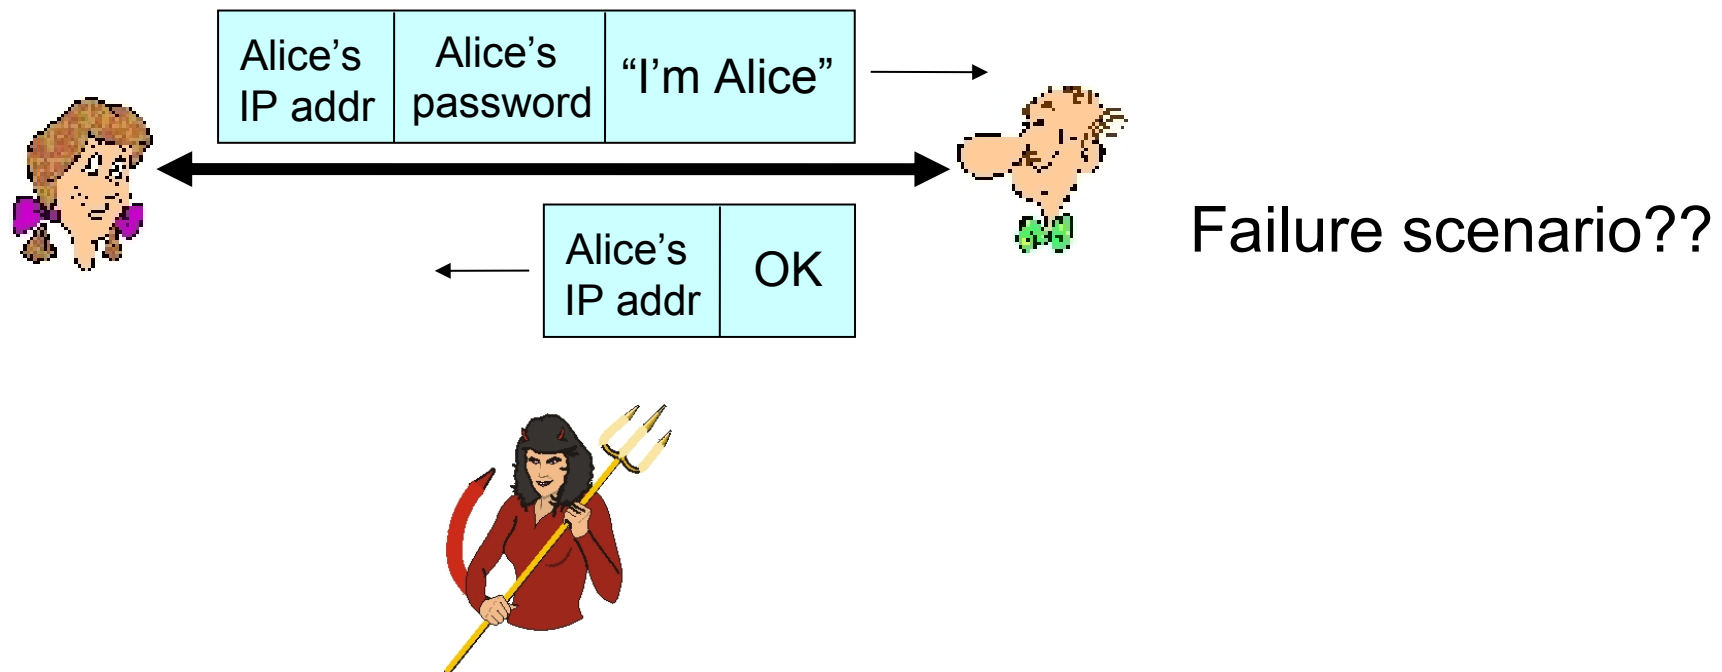 Alice’s
IP addr
Alice’s
password
“I’m Alice”
Failure scenario??
Alice’s
IP addr
OK